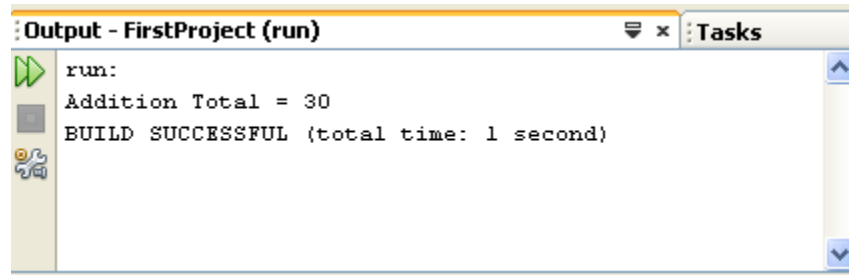 Output - FirstProject (run)
Tasks
run:
Addition Total = 30
BUILD SUCCESSFUL (total time: 1 second)